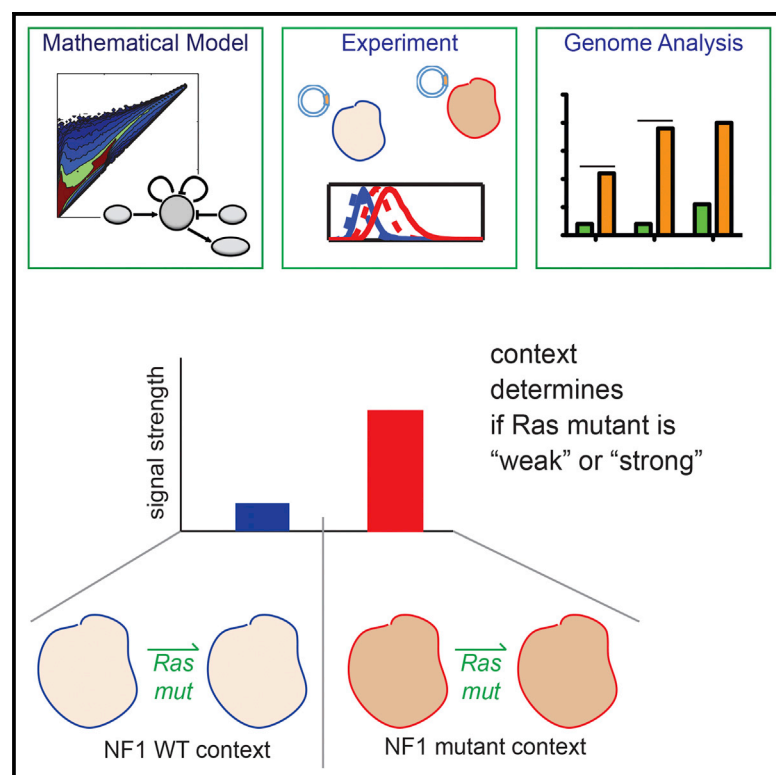 Mathematical Model
Experiment
Genome Analysis
signal strength
context
determines
if Ras mutant is
“weak” or “strong”
Ras
mut
NF1 WT context
Ras
mut
NF1 mutant context